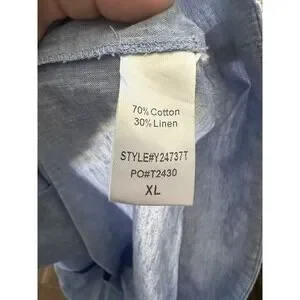 70% Cotton
30% Linen
STYLE#Y24737T
PO#T2430
XL